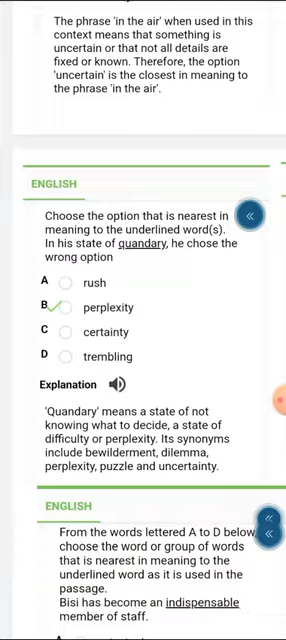 The phrase 'in the air' when used in this
context means that something is
uncertain or that not all details are
fixed or known. Therefore, the option
'uncertain' is the closest in meaning to
the phrase 'in the air'.
ENGLISH
Choose the option that is nearest in
meaning to the underlined word(s).
In his state of quandary, he chose the
wrong option
A rush
B perplexity
C certainty
D trembling
Explanation
'Quandary' means a state of not
knowing what to decide, a state of
difficulty or perplexity. Its synonyms
include bewilderment, dilemma,
perplexity, puzzle and uncertainty.
ENGLISH
From the words lettered A to D below,
choose the word or group of words
that is nearest in meaning to the
underlined word as it is used in the
passage.
Bisi has become an indispensable
member of staff.